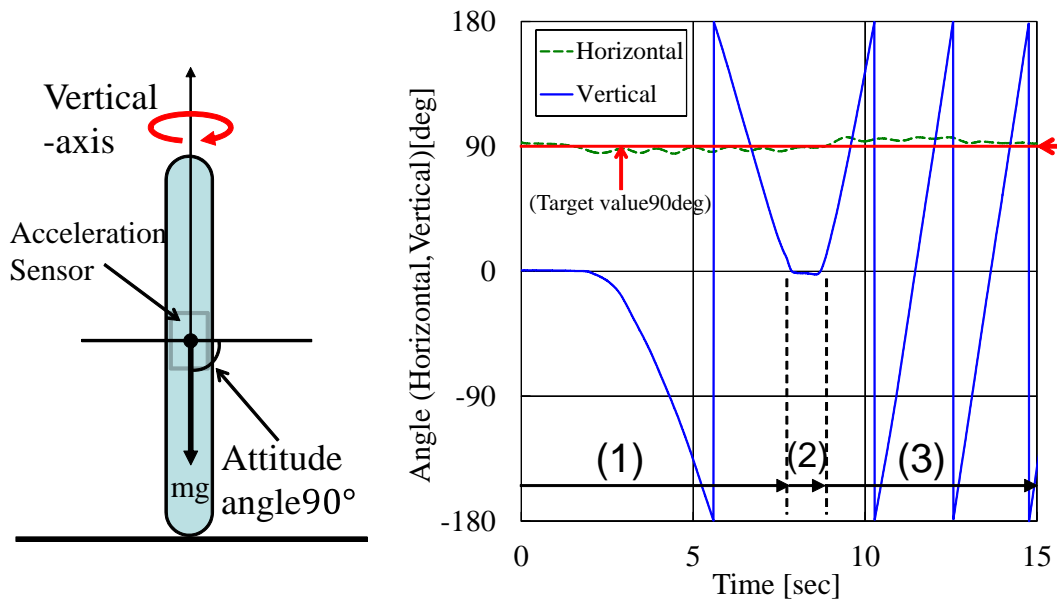 Vertical
-axis
Acceleration
Sensor
mg
Attitude
angle90°
Angle (Horizontal, Vertical)[deg]
180
90
0
-90
-180
Horizontal
Vertical
(Target value90deg)
(1)
(2)
(3)
0
5
10
15
Time [sec]